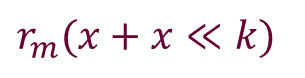 r_m(x + x ≪ k)